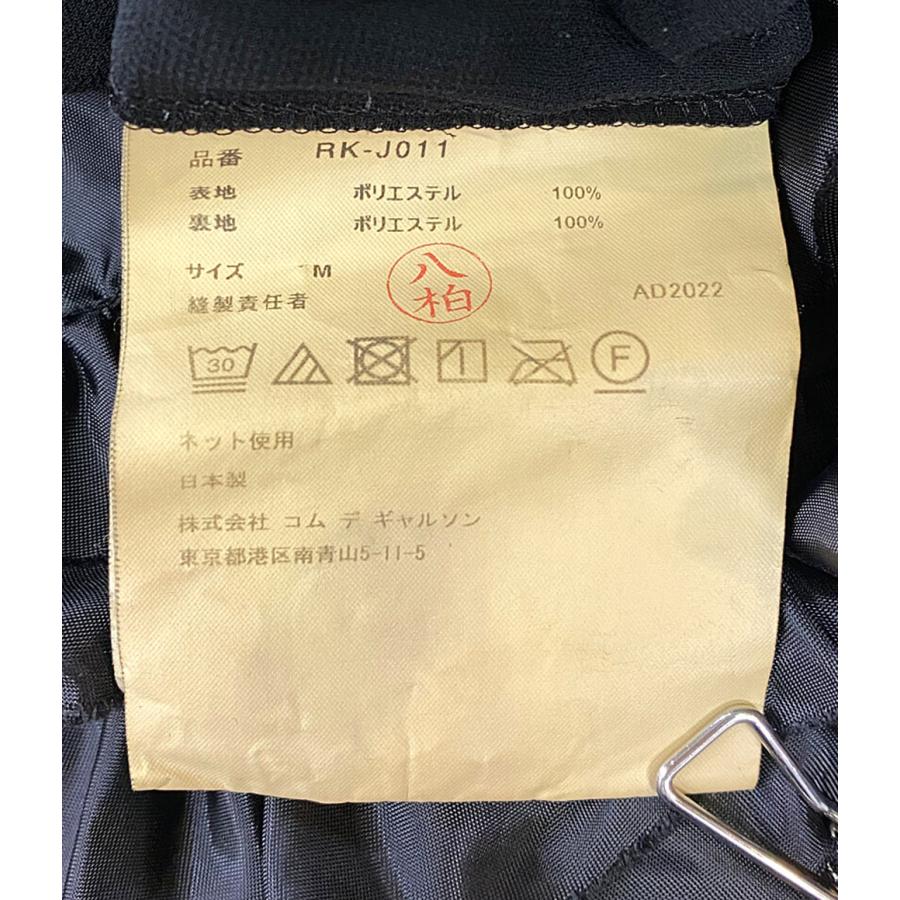 品番 RK-J011
表地 ポリエステル 100%
裏地 ポリエステル 100%
サイズ M
八柏
縫製責任者
AD2022
30 F
ネット使用
日本製
株式会社 コム デ ギャルソン
東京都港区南青山5-11-5